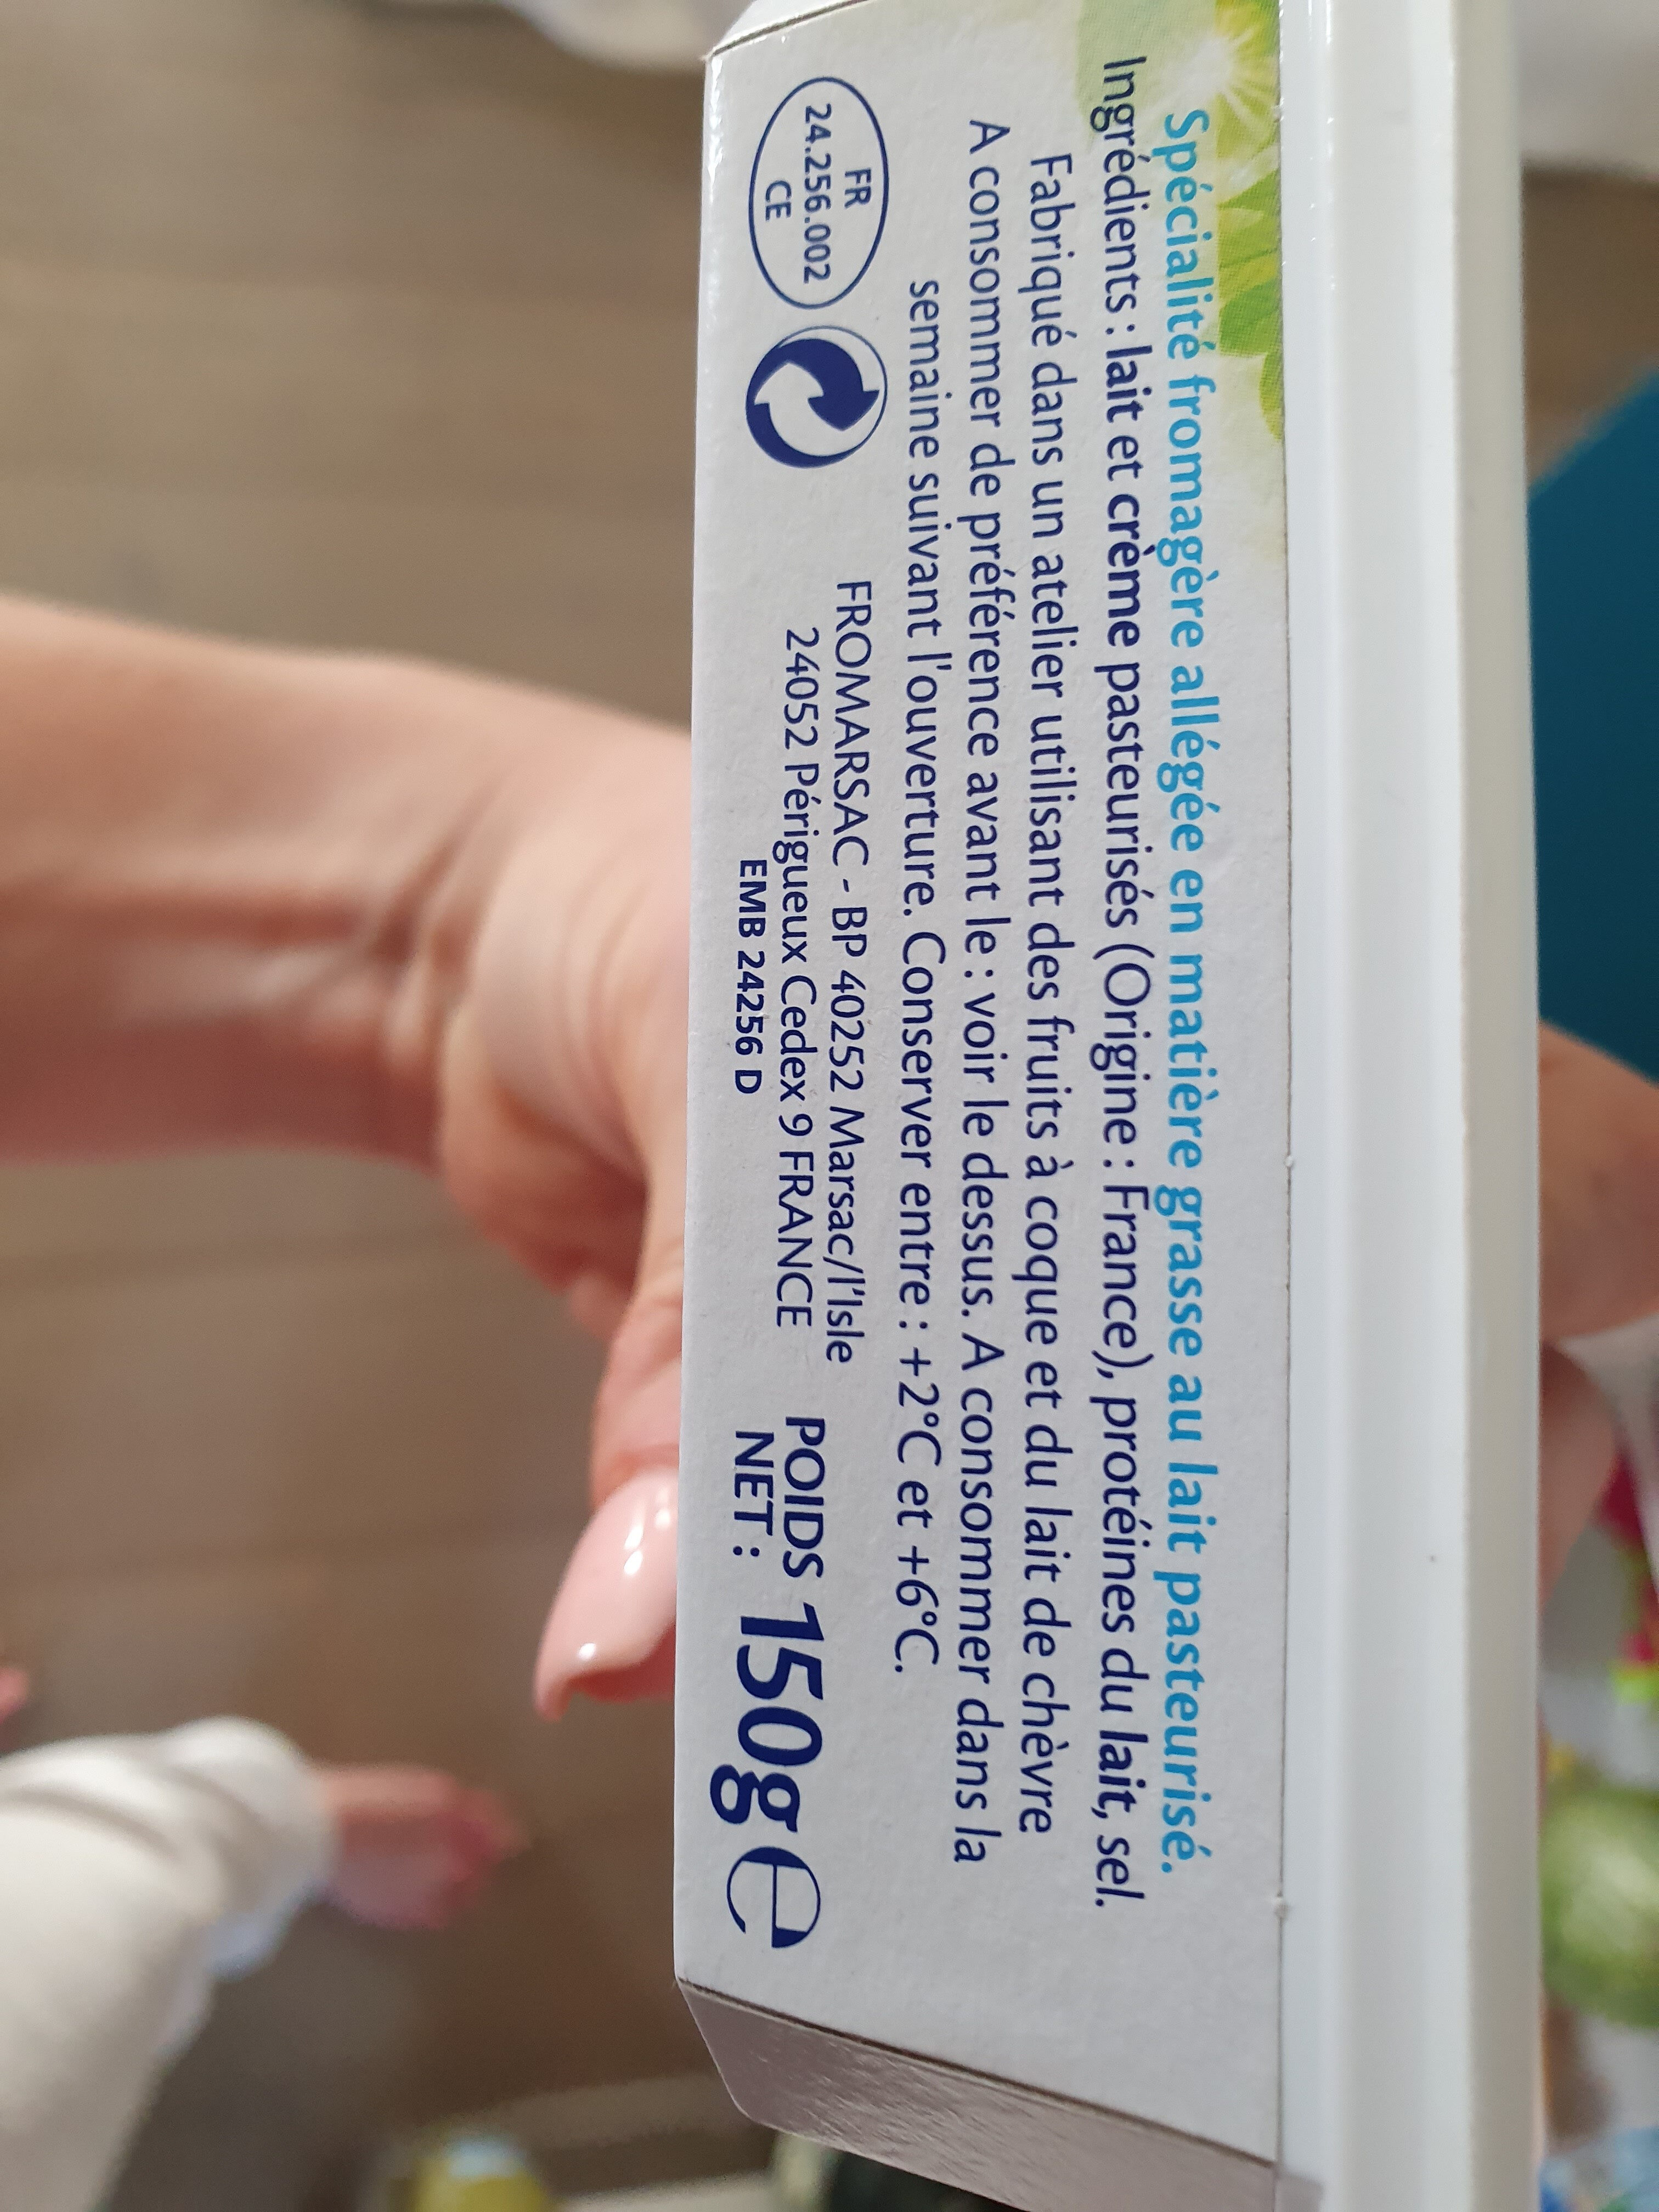 Spécialité fromagère allégée en matière grasse au lait pasteurisé.
Ingrédients : lait et crème pasteurisés (Origine : France), protéines du lait, sel.
Fabriqué dans un atelier utilisant des fruits à coque et du lait de chèvre
A consommer de préférence avant le : voir le dessus. A consommer dans la
semaine suivant l'ouverture. Conserver entre : +2°C et +6°C.
FR
24.256.002
CE
FROMARSAC - BP 40252 Marsac/l'Isle
24052 Périgueux Cedex 9 FRANCE
EMB 24256 D
POIDS
NET : 150g e